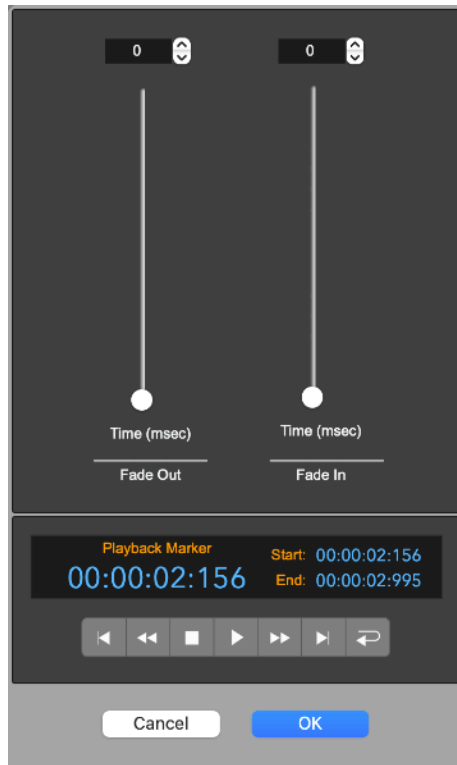 0 0
Time (msec) Time (msec)
Fade Out Fade In
Playback Marker
00:00:02:156
Start: 00:00:02:156
End: 00:00:02:995
Cancel OK